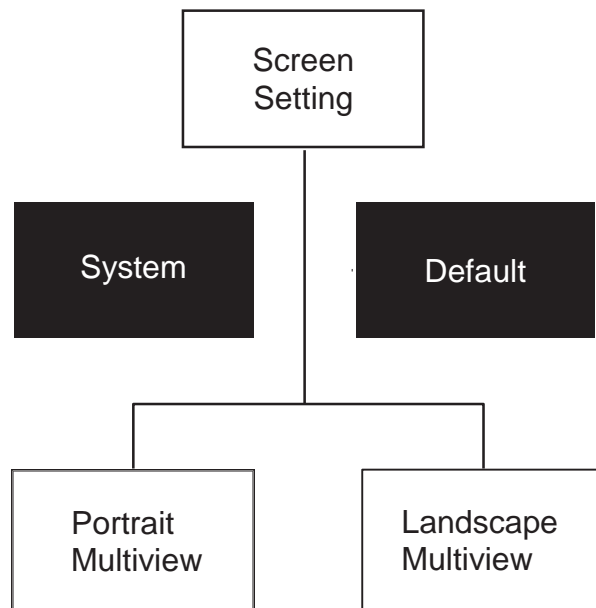 Screen
Setting
System
Default
Portrait
Multiview
Landscape
Multiview